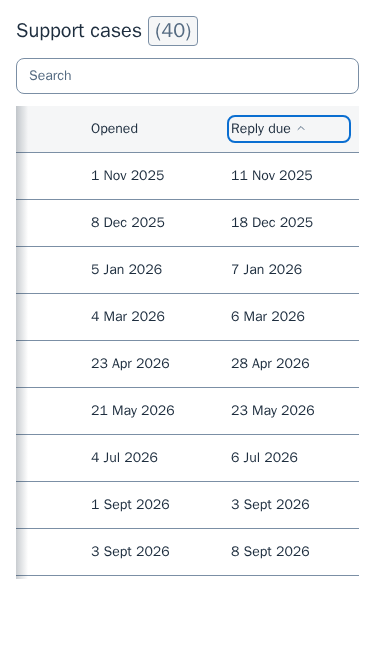 Support cases (40)
Search
Opened Reply due
1 Nov 2025 11 Nov 2025
8 Dec 2025 18 Dec 2025
5 Jan 2026 7 Jan 2026
4 Mar 2026 6 Mar 2026
23 Apr 2026 28 Apr 2026
21 May 2026 23 May 2026
4 Jul 2026 6 Jul 2026
1 Sept 2026 3 Sept 2026
3 Sept 2026 8 Sept 2026